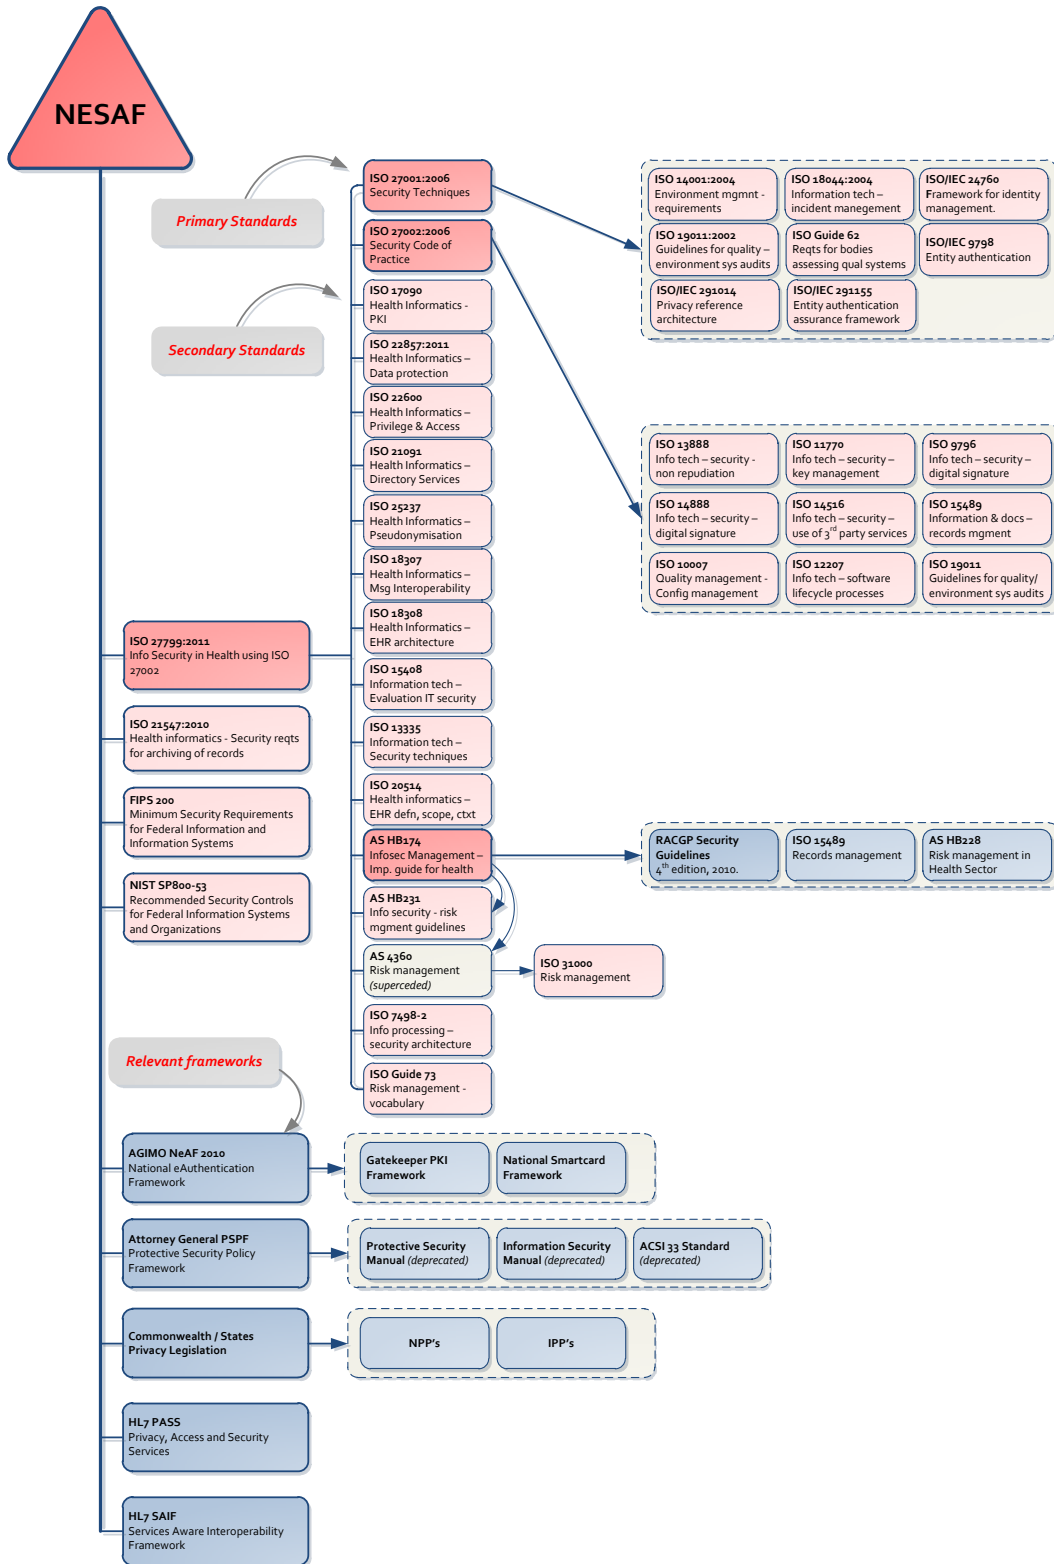 NESAF
Primary Standards
Secondary Standards
ISO 27001:2006
Security Techniques
ISO 27002:2006
Security Code of
Practice
ISO 17090
Health Informatics -
PKI
ISO 22857:2011
Health Informatics –
Data protection
ISO 22600
Health Informatics –
Privilege & Access
ISO 21091
Health Informatics –
Directory Services
ISO 25237
Health Informatics –
Pseudonymisation
ISO 18307
Health Informatics –
Msg Interoperability
ISO 18308
Health Informatics –
EHR architecture
ISO 15408
Information tech –
Evaluation IT security
ISO 13335
Information tech –
Security techniques
ISO 20514
Health informatics –
EHR defn, scope, ctxt
AS HB174
Infosec Management –
Imp. guide for health
AS HB231
Info security - risk
mgment guidelines
AS 4360
Risk management
(superceded)
ISO 31000
Risk management
ISO 7498-2
Info processing –
security architecture
ISO Guide 73
Risk management -
vocabulary
ISO 14001:2004
Environment mgmnt -
requirements
ISO 18044:2004
Information tech –
incident manegement
ISO/IEC 24760
Framework for identity
management.
ISO 19011:2002
Guidelines for quality –
environment sys audits
ISO Guide 62
Reqts for bodies
assessing qual systems
ISO/IEC 9798
Entity authentication
ISO/IEC 291014
Privacy reference
architecture
ISO/IEC 291155
Entity authentication
assurance framework
ISO 13888
Info tech – security -
non repudiation
ISO 11770
Info tech – security –
key management
ISO 9796
Info tech – security –
digital signature
ISO 14888
Info tech – security –
digital signature
ISO 14516
Info tech – security –
use of 3rd party services
ISO 15489
Information & docs –
records mgment
ISO 10007
Quality management -
Config management
ISO 12207
Info tech – software
lifecycle processes
ISO 19011
Guidelines for quality/
environment sys audits
RACGP Security
Guidelines
4th edition, 2010.
ISO 15489
Records management
AS HB228
Risk management in
Health Sector
ISO 27799:2011
Info Security in Health using ISO
27002
ISO 21547:2010
Health informatics - Security reqts
for archiving of records
FIPS 200
Minimum Security Requirements
for Federal Information and
Information Systems
NIST SP800-53
Recommended Security Controls
for Federal Information Systems
and Organizations
Relevant frameworks
AGIMO NeAF 2010
National eAuthentication
Framework
Gatekeeper PKI
Framework
National Smartcard
Framework
Attorney General PSPF
Protective Security Policy
Framework
Protective Security
Manual (deprecated)
Information Security
Manual (deprecated)
ACSI 33 Standard
(deprecated)
Commonwealth / States
Privacy Legislation
NPP's
IPP's
HL7 PASS
Privacy, Access and Security
Services
HL7 SAIF
Services Aware Interoperability
Framework